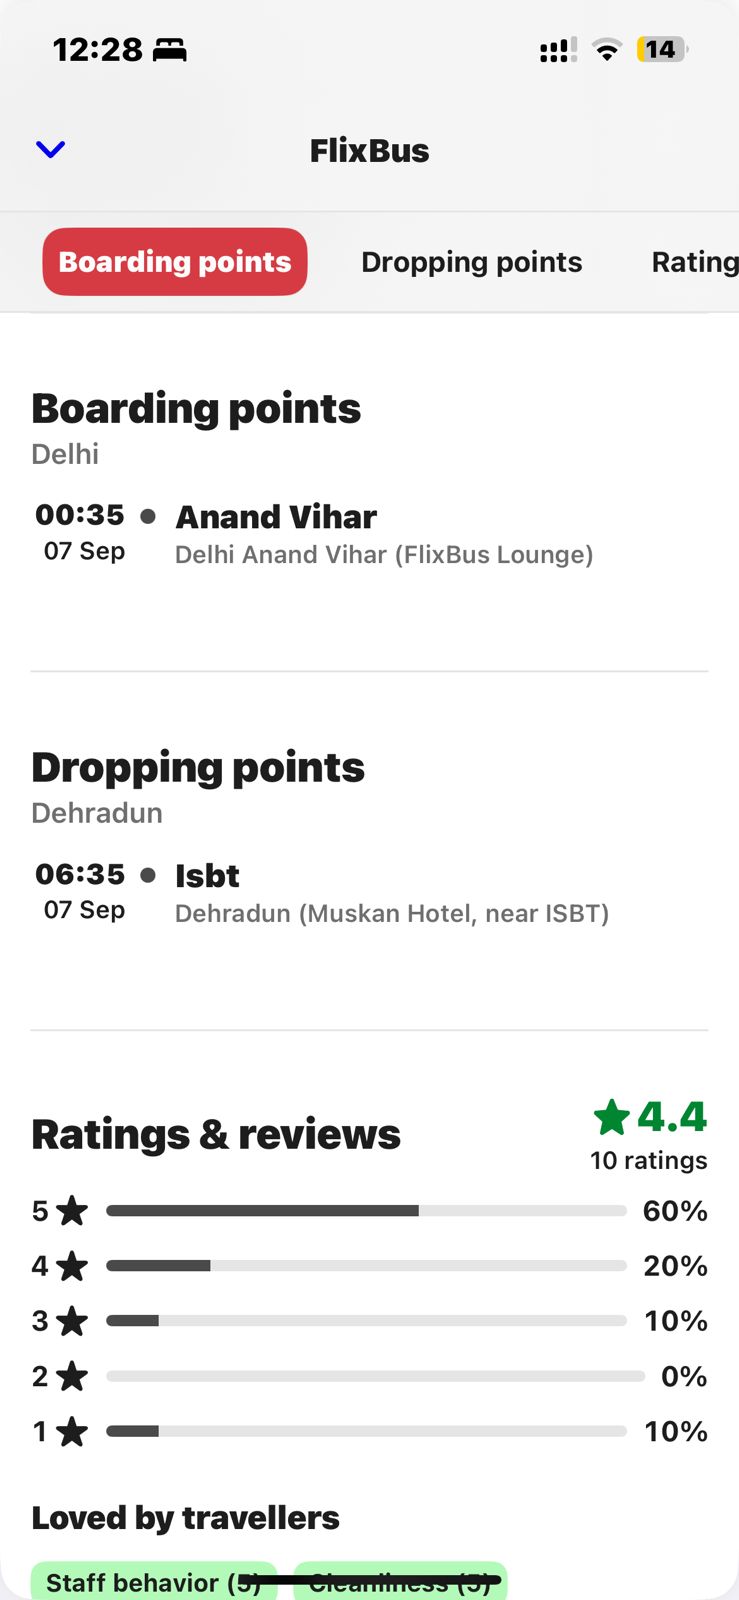 12:28
14
FlixBus
Boarding points Dropping points Rating
Boarding points
Delhi
00:35 Anand Vihar
07 Sep Delhi Anand Vihar (FlixBus Lounge)
Dropping points
Dehradun
06:35 Isbt
07 Sep Dehradun (Muskan Hotel, near ISBT)
Ratings & reviews
4.4
10 ratings
5 60%
4 20%
3 10%
2 0%
1 10%
Loved by travellers
Staff behavior (5) Cleanliness (5)